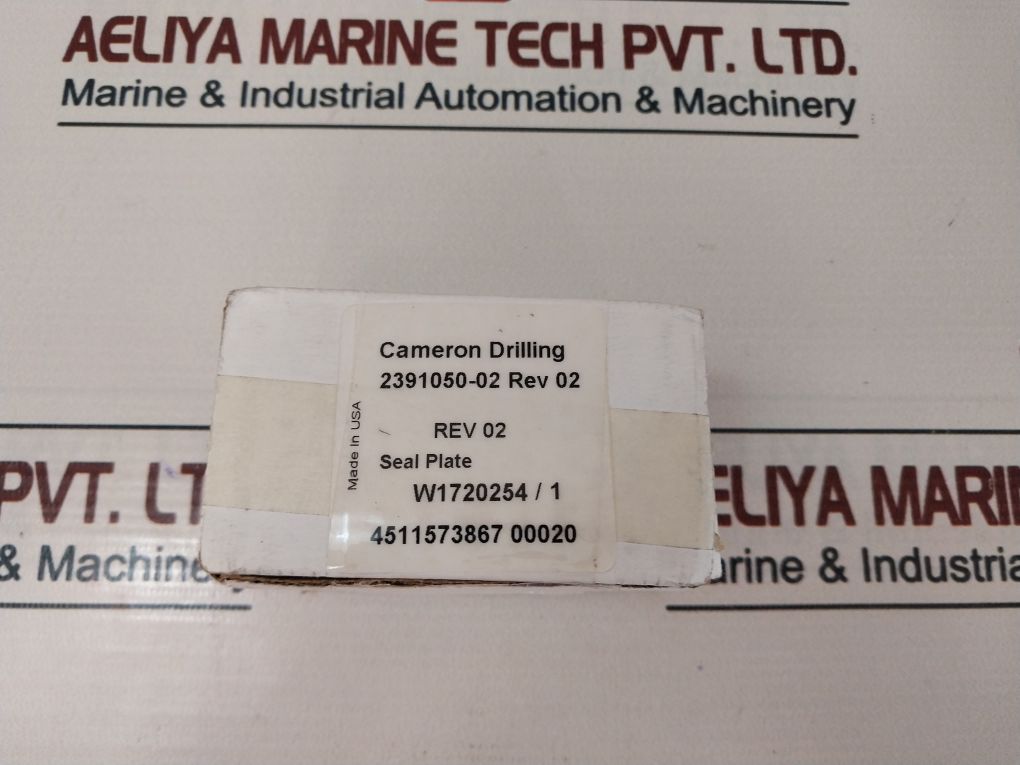 AELIYA MARINE TECH PVT. LTD.
Marine & Industrial Automation & Machinery
Cameron Drilling
2391050-02 Rev 02
Made In USA
REV 02
Seal Plate
W1720254 / 1
4511573867 00020
PVT. LT
& Machine
ELIYA MARI
arine & Industria